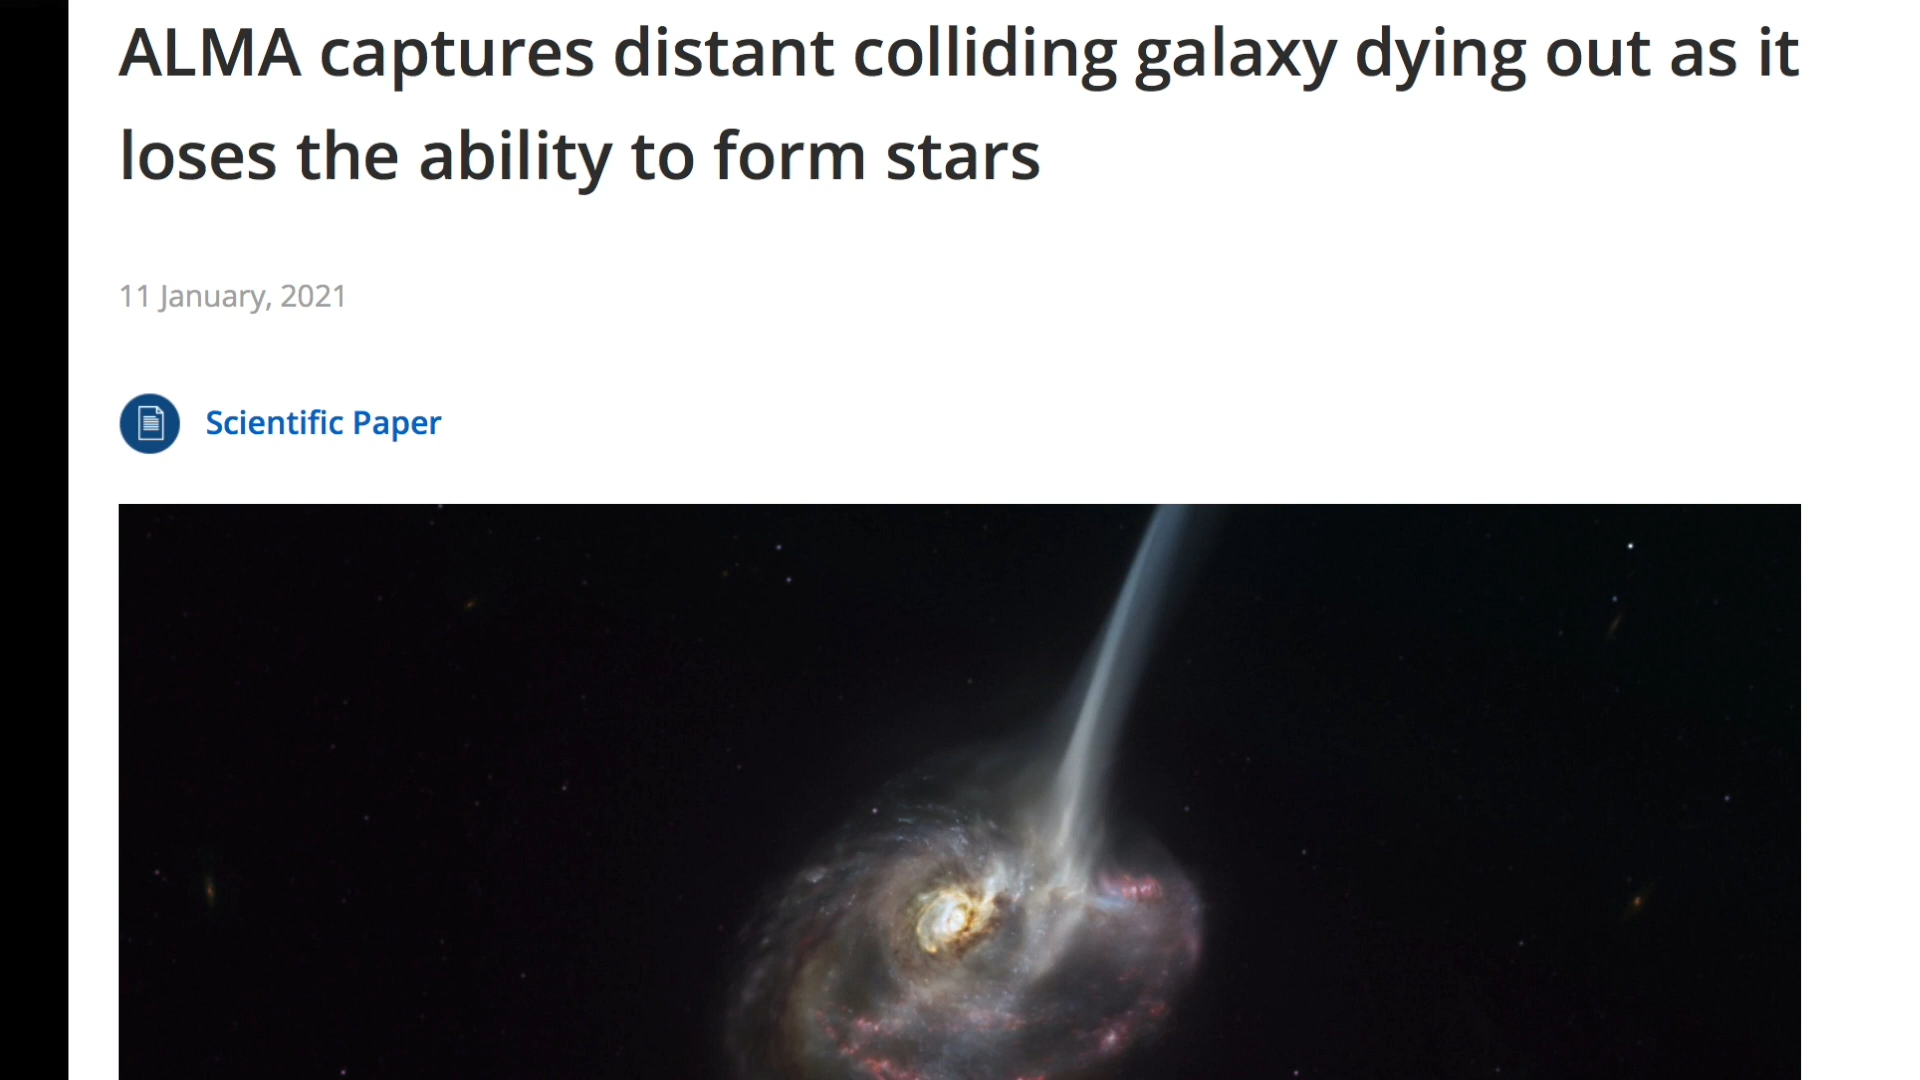 ALMA captures distant colliding galaxy dying out as it
loses the ability to form stars
11 January, 2021
Scientific Paper